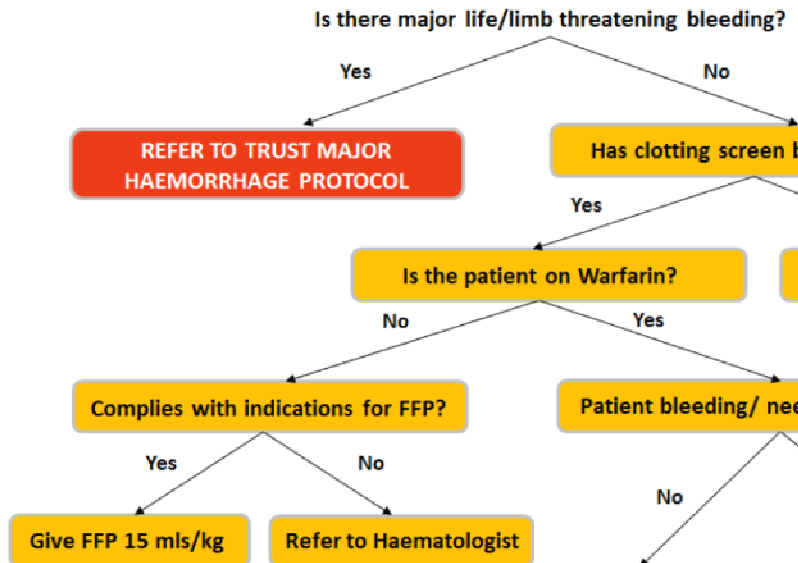 Is there major life/limb threatening bleeding?
Yes
No
REFER TO TRUST MAJOR
HAEMORRHAGE PROTOCOL
Has clotting screen
Yes
Is the patient on Warfarin?
No
Yes
Complies with indications for FFP?
Patient bleeding/
Yes
No
No
Give FFP 15 mls/kg
Refer to Haematologist